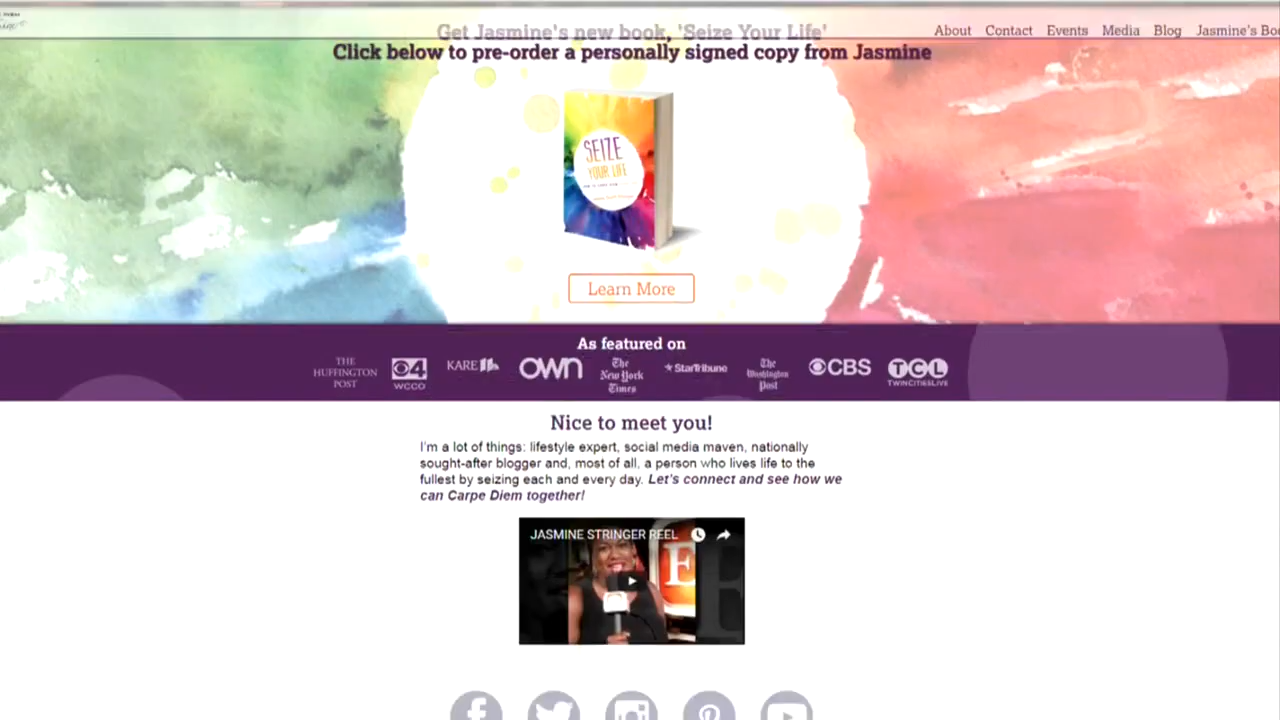 Get Jasmine's new book, 'Seize Your Life'
About Contact Events Media Blog Jasmine's Boo
Click below to pre-order a personally signed copy from Jasmine
SEIZE
YOUR LIFE
Learn More
As featured on
THE
HUFFINGTON
POST
4
WCCO
KARE 11
OWN
The
New York
Times
StarTribune
The
Washington
Post
CBS
TCL
TWINCITIESLIVE
Nice to meet you!
I'm a lot of things: lifestyle expert, social media maven, nationally
sought-after blogger and, most of all, a person who lives life to the
fullest by seizing each and every day. Let's connect and see how we
can Carpe Diem together!
JASMINE STRINGER REEL
E